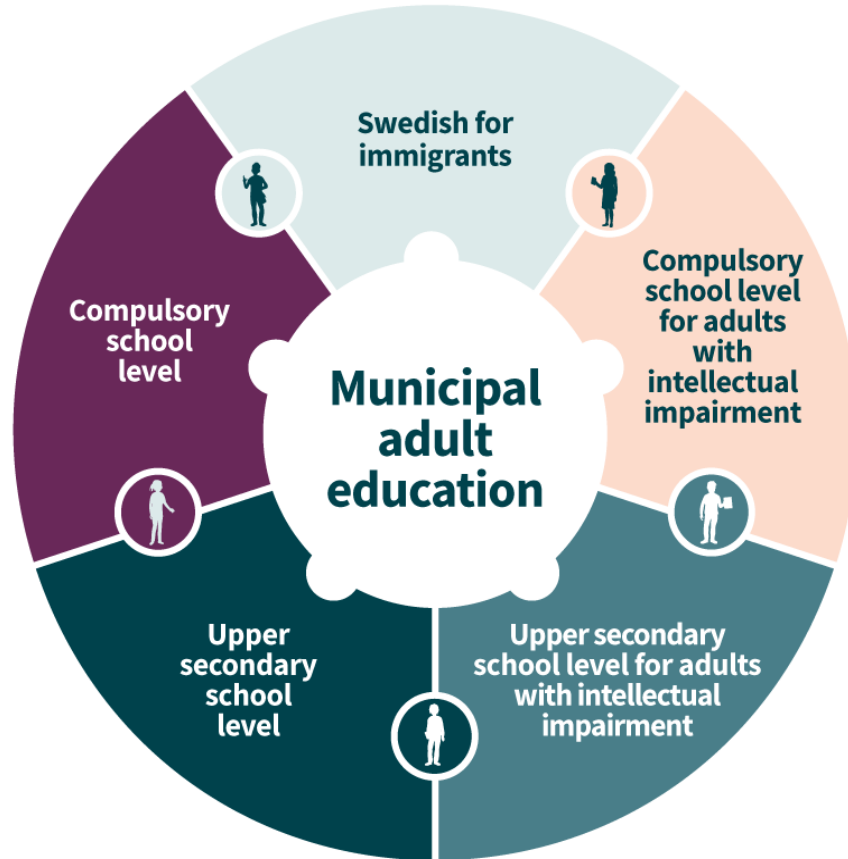 Swedish for
immigrants
Compulsory
school level
for adults
with
intellectual
impairment
Compulsory
school
level
Municipal
adult
education
Upper
secondary
school
level
Upper secondary
school level for adults
with intellectual
impairment